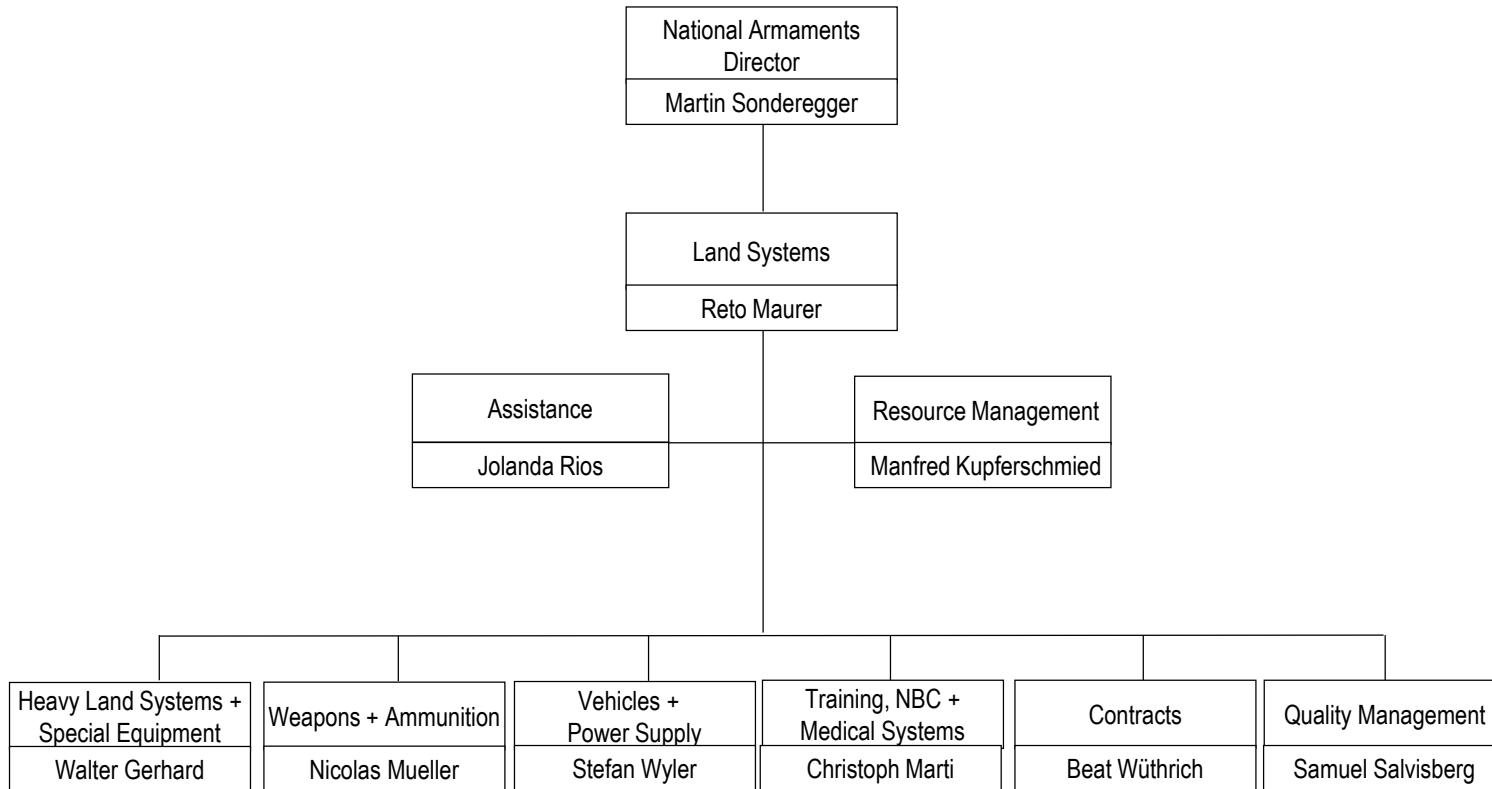 National Armaments
Director
Martin Sonderegger
Land Systems
Reto Maurer
Assistance
Jolanda Rios
Resource Management
Manfred Kupferschmied
Heavy Land Systems +
Special Equipment
Walter Gerhard
Weapons + Ammunition
Nicolas Mueller
Vehicles +
Power Supply
Stefan Wyler
Training, NBC +
Medical Systems
Christoph Marti
Contracts
Beat Wüthrich
Quality Management
Samuel Salvisberg